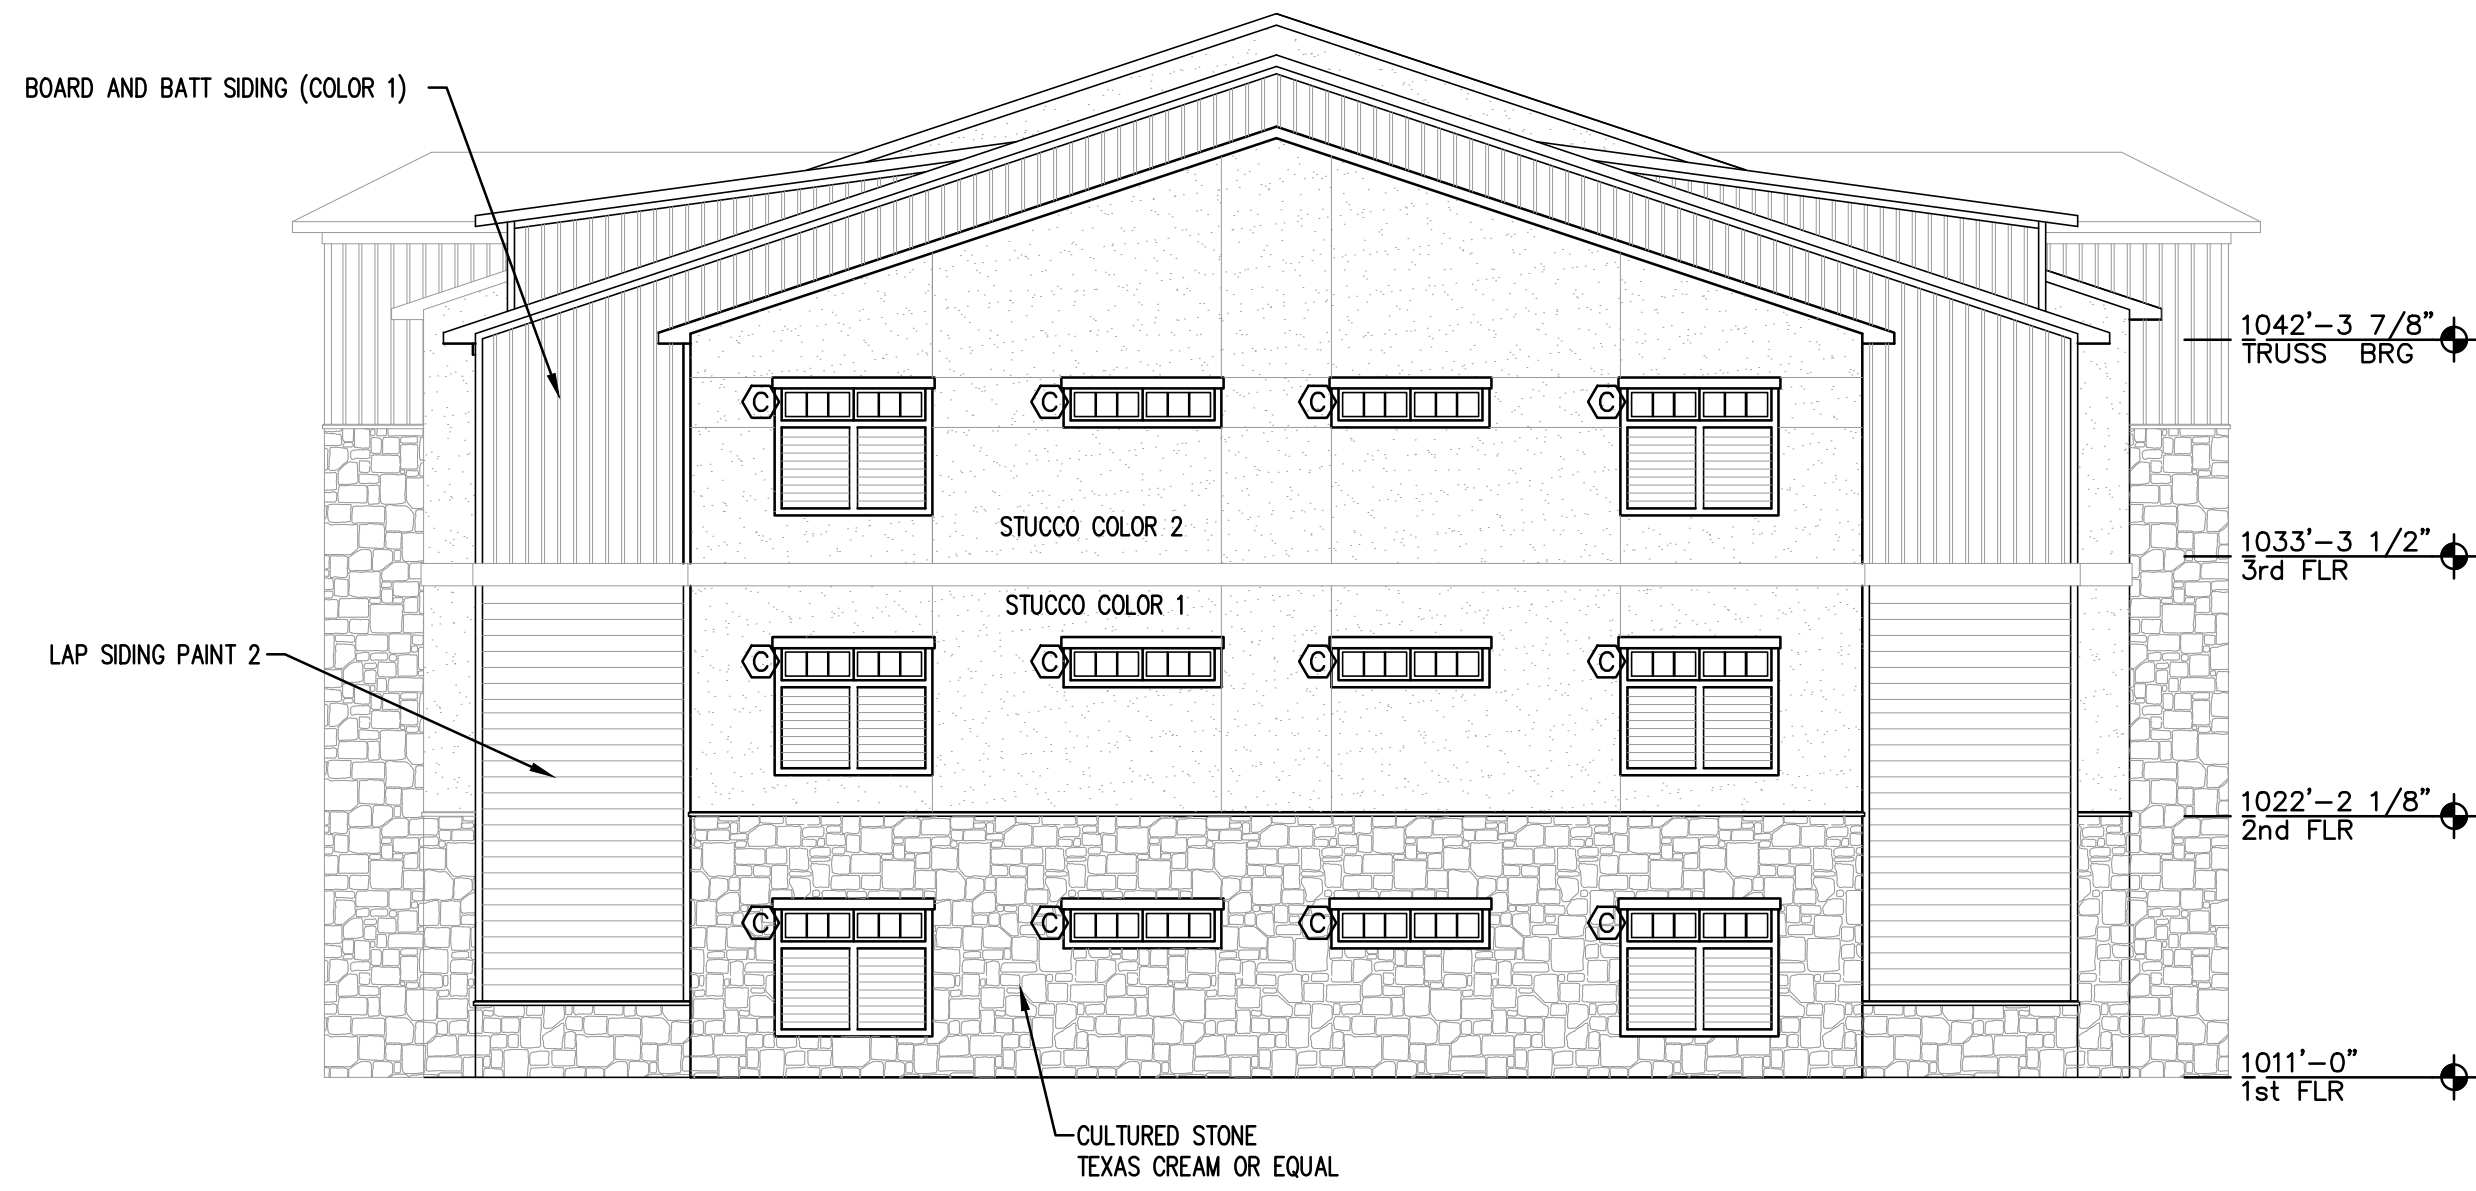 BOARD AND BATT SIDING (COLOR 1)
1042'-3 7/8"
TRUSS BRG
C C C C
STUCCO COLOR 2
1033'-3 1/2"
3rd FLR
STUCCO COLOR 1
LAP SIDING PAINT 2
C C C C
1022'-2 1/8"
2nd FLR
C C C C
1011'-0"
1st FLR
CULTURED STONE
TEXAS CREAM OR EQUAL